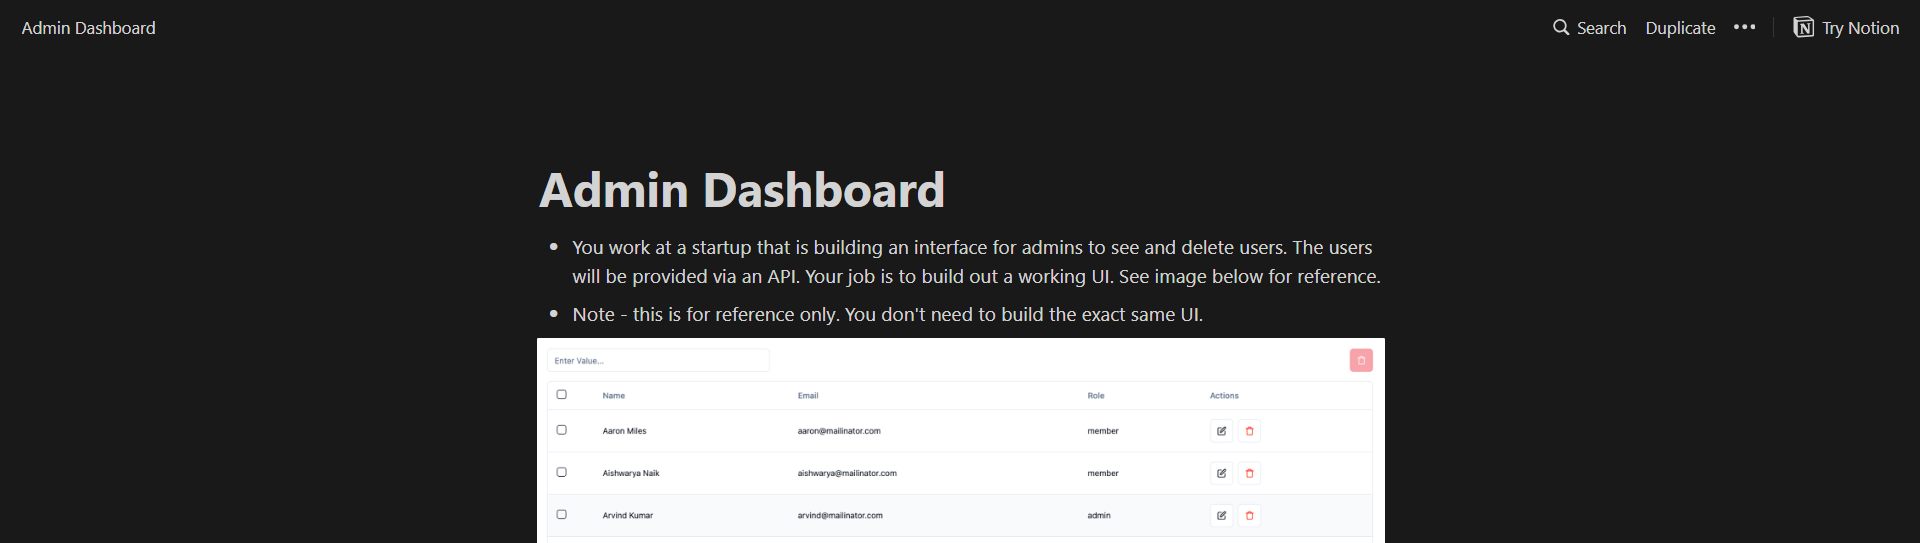 Admin Dashboard
Search Duplicate Try Notion
Admin Dashboard
You work at a startup that is building an interface for admins to see and delete users. The users
will be provided via an API. Your job is to build out a working UI. See image below for reference.
Note - this is for reference only. You don't need to build the exact same UI.
Enter Value...
Name Email Role Actions
Aaron Miles aaron@mailinator.com member
Aishwarya Naik aishwarya@mailinator.com member
Arvind Kumar arvind@mailinator.com admin